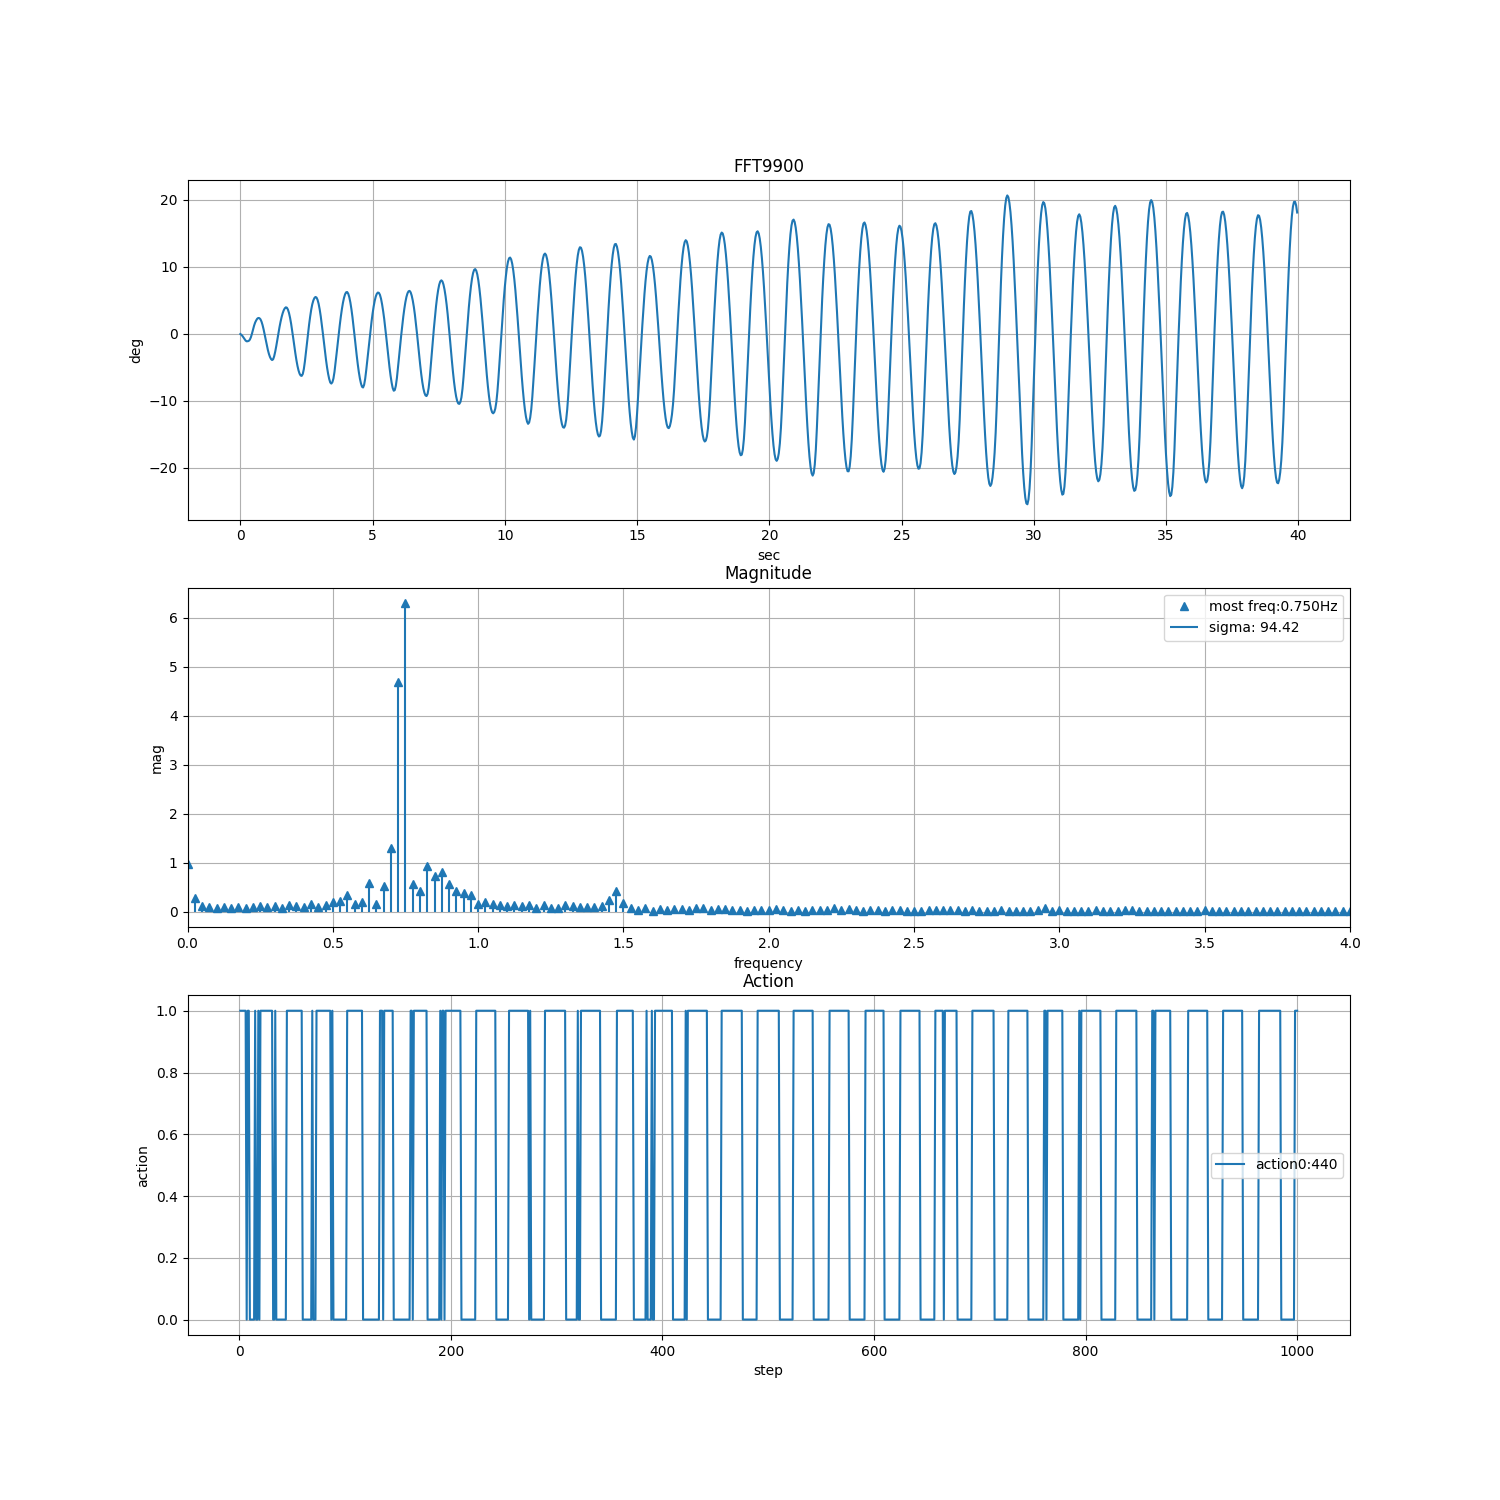 FFT9900
20
10
0
−10
−20
deg
0 5 10 15 20 25 30 35 40
sec
Magnitude
6
5
4
3
2
1
0
mag
most freq:0.750Hz
sigma: 94.42
0.0 0.5 1.0 1.5 2.0 2.5 3.0 3.5 4.0
frequency
Action
1.0
0.8
0.6
0.4
0.2
0.0
action
action0:440
0 200 400 600 800 1000
step